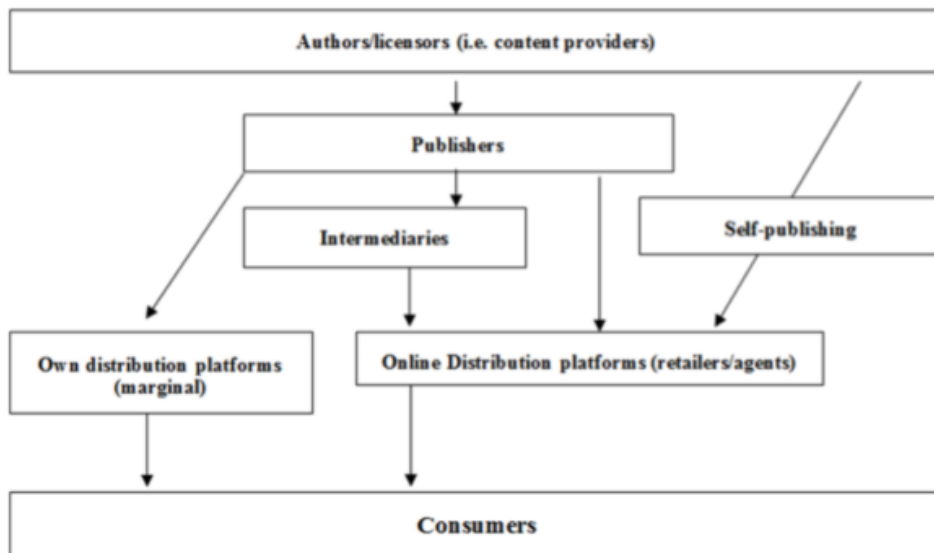 Authors/licensors (i.e. content providers)
Publishers
Intermediaries
Self-publishing
Own distribution platforms
(marginal)
Online Distribution platforms (retailers/agents)
Consumers